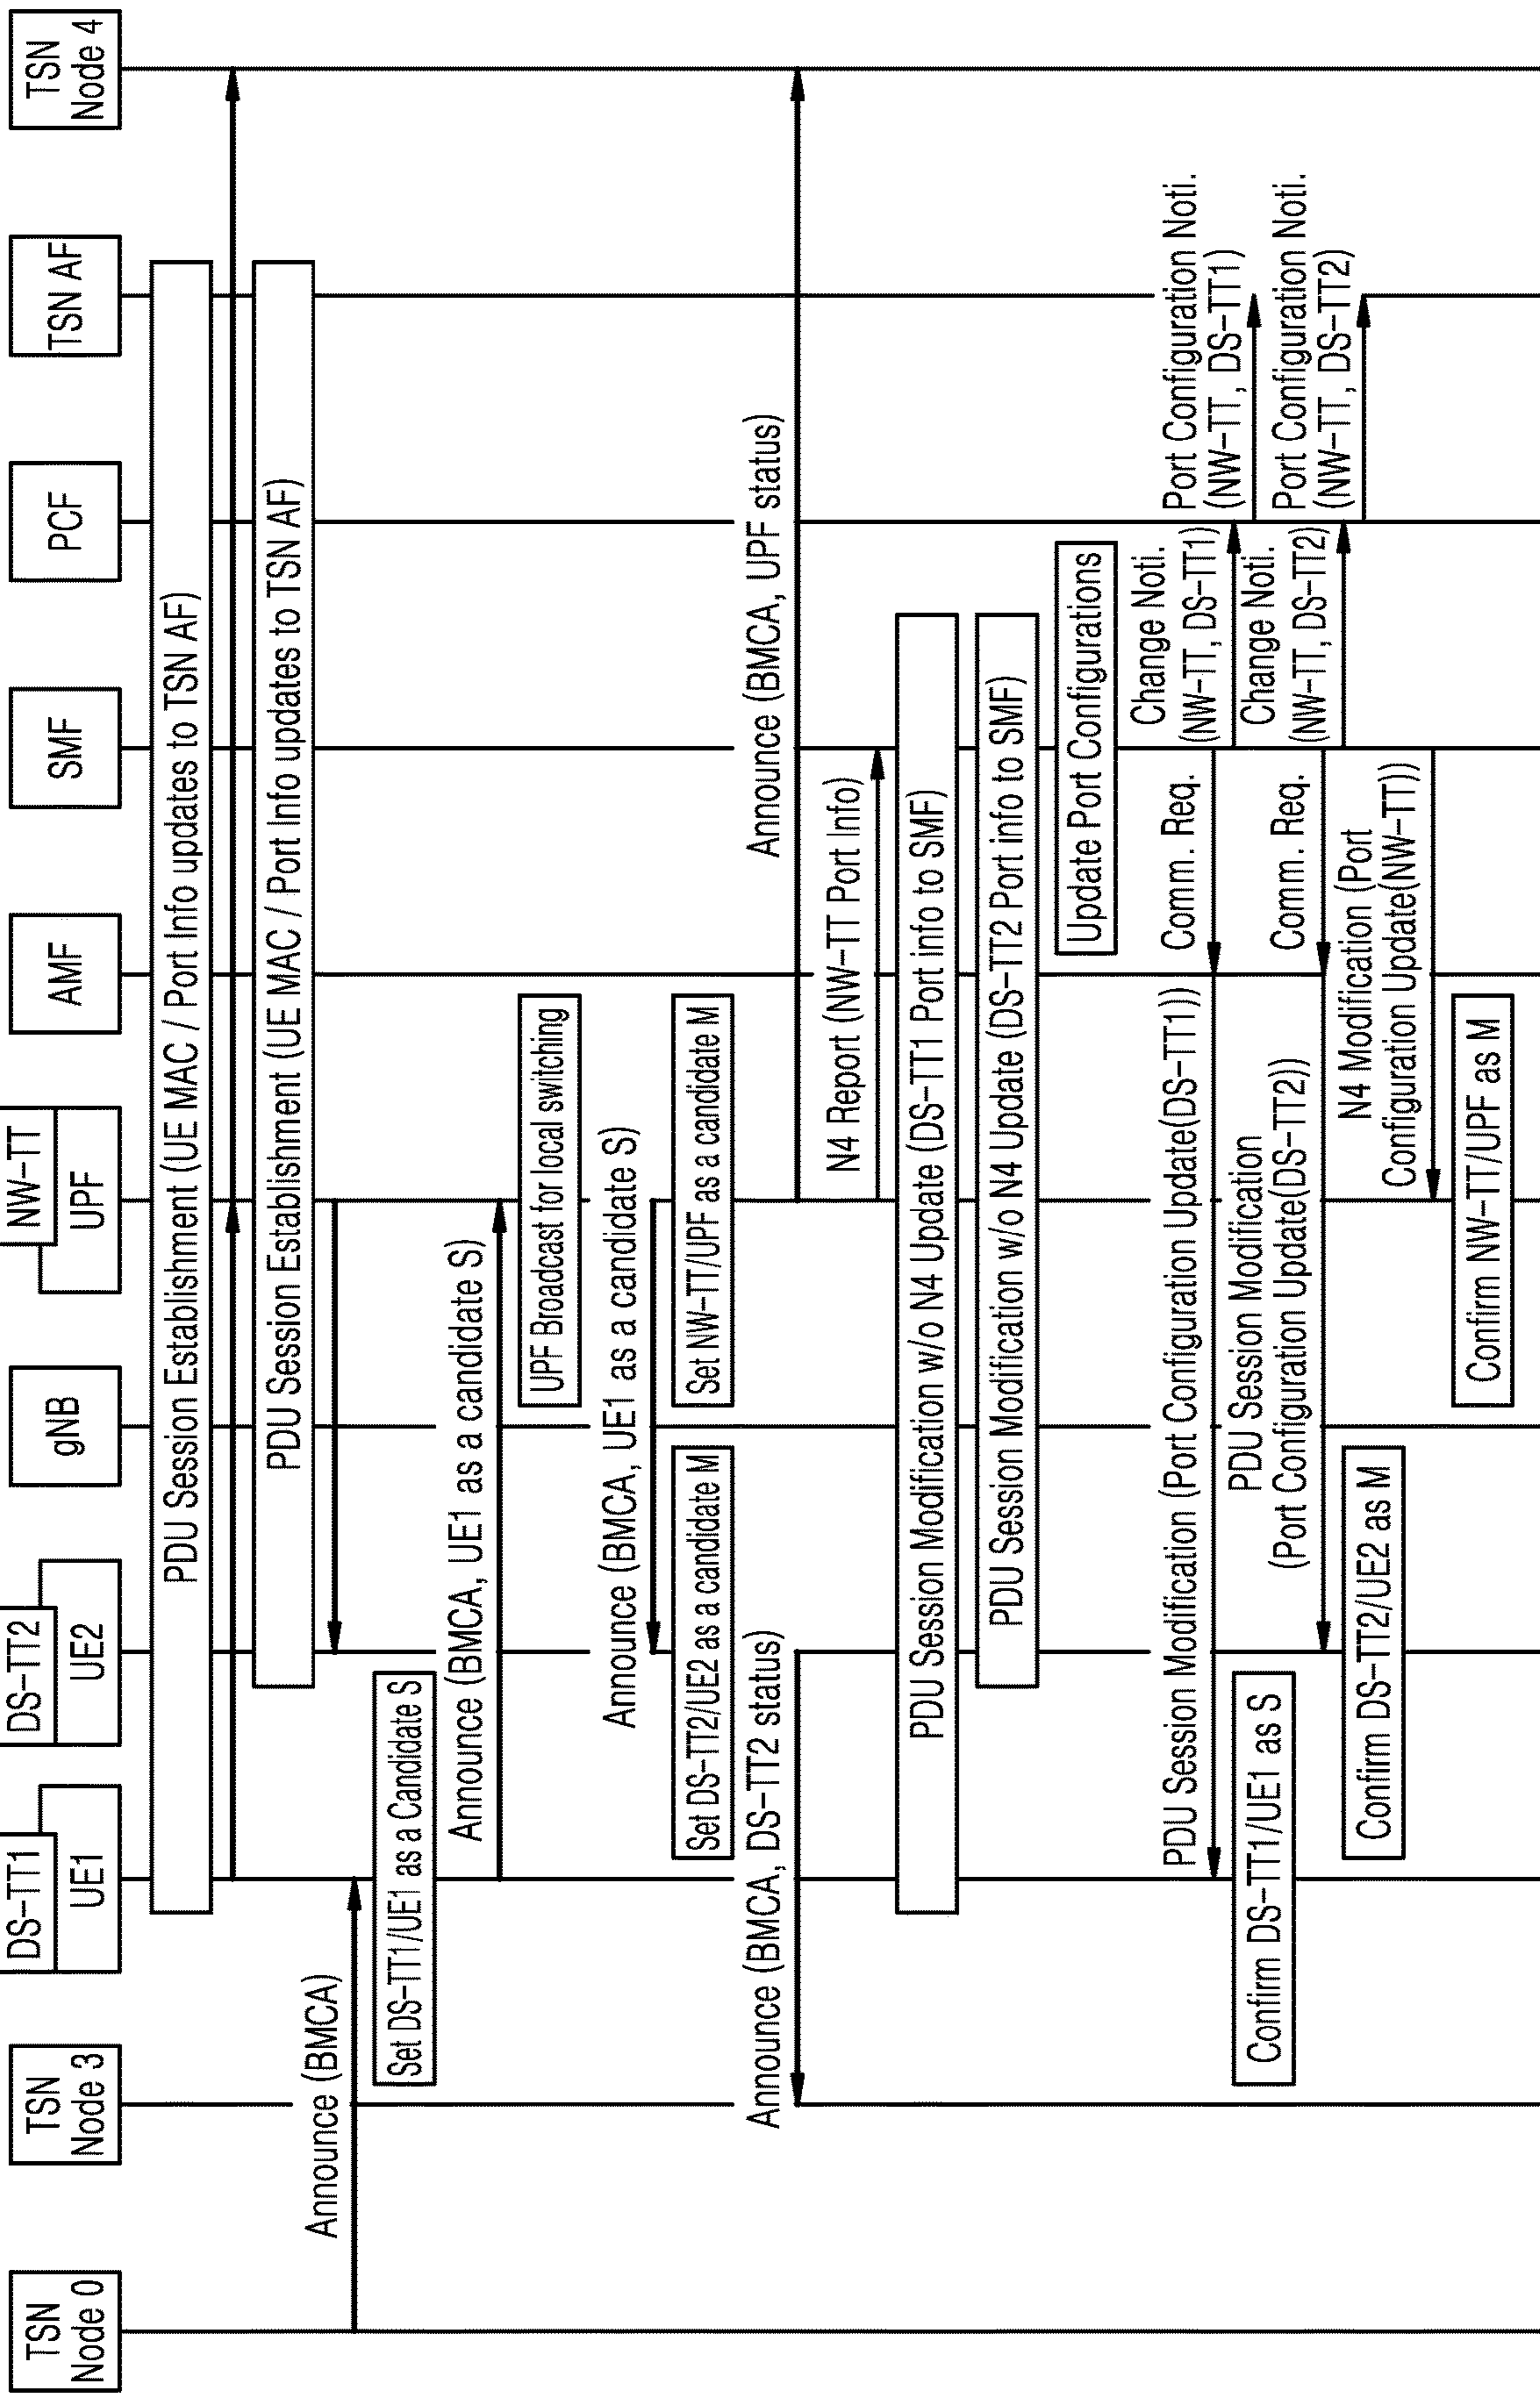 TSN
Node 0
TSN
Node 3
DS-TT1
UE1
DS-TT2
UE2
gNB
NW-TT
UPF
AMF
SMF
PCF
TSN AF
TSN
Node 4
PDU Session Establishment (UE MAC / Port Info updates to TSN AF)
PDU Session Establishment (UE MAC / Port Info updates to TSN AF)
Announce (BMCA)
Set DS-TT1/UE1 as a Candidate S
Announce (BMCA, UE1 as a candidate S)
UPF Broadcast for local switching
Announce (BMCA, UE1 as a candidate S)
Set DS-TT2/UE2 as a candidate M
Set NW-TT/UPF as a candidate M
Announce (BMCA, DS-TT2 status)
Announce (BMCA, UPF status)
N4 Report (NW-TT Port Info)
PDU Session Modification w/o N4 Update (DS-TT1 Port info to SMF)
PDU Session Modification w/o N4 Update (DS-TT2 Port info to SMF)
Update Port Configurations
PDU Session Modification (Port Configuration Update(DS-TT1))
Comm. Req.
Change Noti.
(NW-TT, DS-TT1)
Port Configuration Noti.
(NW-TT, DS-TT1)
Confirm DS-TT1/UE1 as S
PDU Session Modification
(Port Configuration Update(DS-TT2))
Comm. Req.
Change Noti.
(NW-TT, DS-TT2)
Port Configuration Noti.
(NW-TT, DS-TT2)
Confirm DS-TT2/UE2 as M
N4 Modification (Port
Configuration Update(NW-TT))
Confirm NW-TT/UPF as M